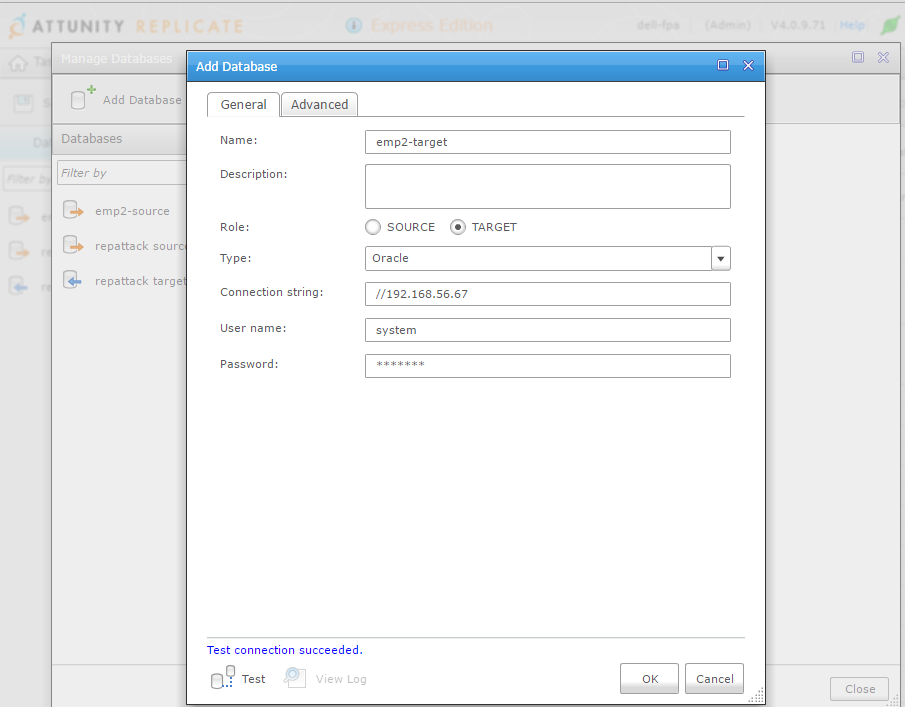 ATTUNITY REPLICATE Express Edition dell-fpa (Admin) V4.0.9.71 Help
Manage Databases
Add Database
Databases
Filter by
emp2-source
repattack source
repattack target
Add Database
General Advanced
Name: emp2-target
Description:
Role: SOURCE TARGET
Type: Oracle
Connection string: //192.168.56.67
User name: system
Password: *******
Test connection succeeded.
Test View Log OK Cancel
Close